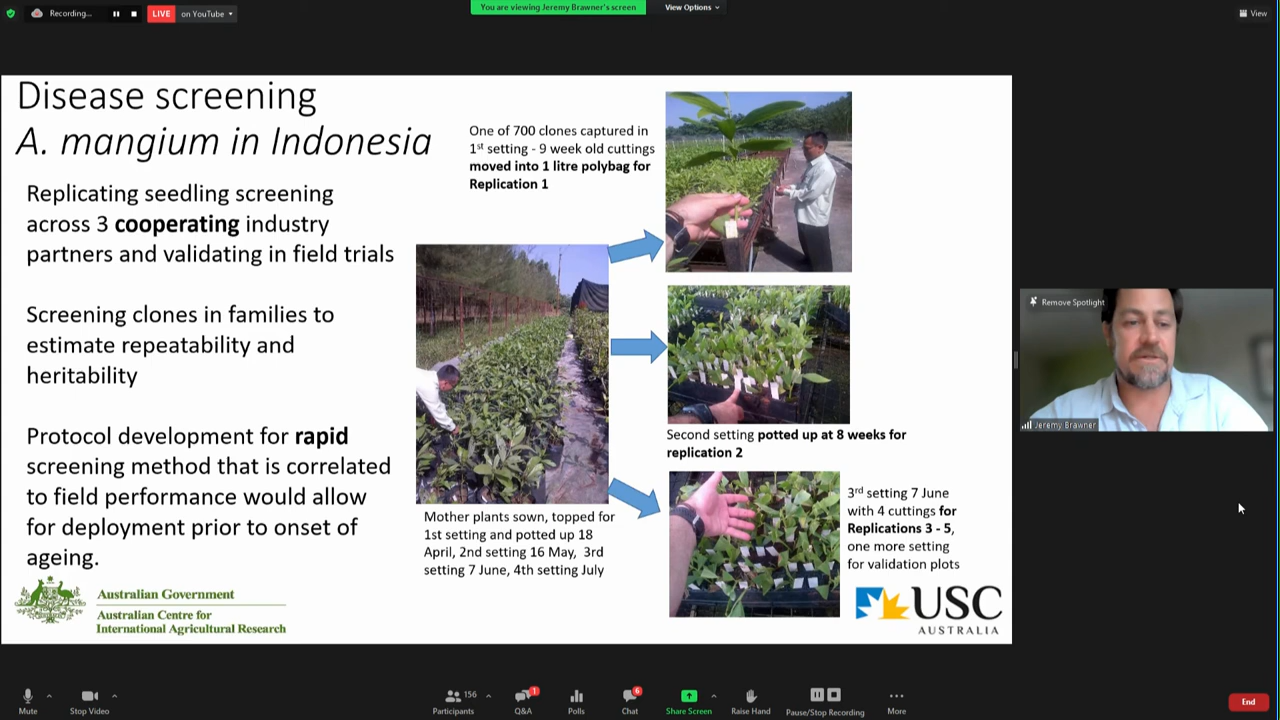 Recording...
LIVE on YouTube
You are viewing Jeremy Brawner's screen
View Options
View
Disease screening
A. mangium in Indonesia
Replicating seedling screening
across 3 cooperating industry
partners and validating in field trials
Screening clones in families to
estimate repeatability and
heritability
Protocol development for rapid
screening method that is correlated
to field performance would allow
for deployment prior to onset of
ageing.
Australian Government
Australian Centre for
International Agricultural Research
One of 700 clones captured in
1st setting - 9 week old cuttings
moved into 1 litre polybag for
Replication 1
Mother plants sown, topped for
1st setting and potted up 18
April, 2nd setting 16 May, 3rd
setting 7 June, 4th setting July
Second setting potted up at 8 weeks for
replication 2
3rd setting 7 June
with 4 cuttings for
Replications 3 - 5,
one more setting
for validation plots
USC
AUSTRALIA
Remove Spotlight
Jeremy Brawner
Mute
Stop Video
156
Participants
1
Q&A
Polls
6
Chat
Share Screen
Raise Hand
Pause/Stop Recording
More
End